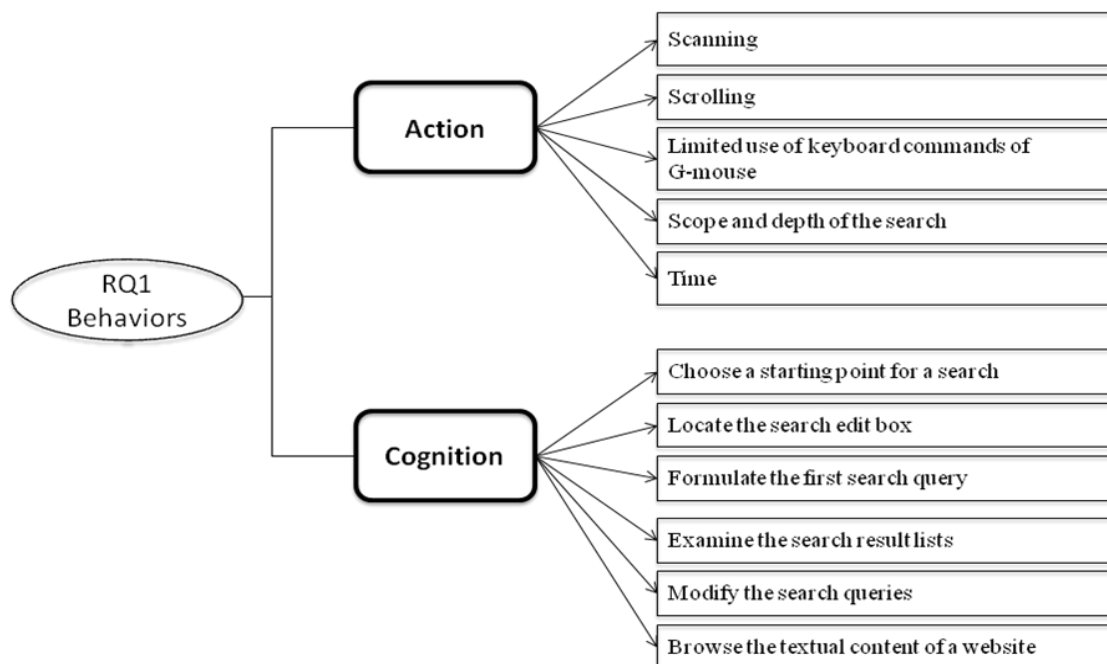 RQ1
Behaviors
Action
Scanning
Scrolling
Limited use of keyboard commands of
G-mouse
Scope and depth of the search
Time
Cognition
Choose a starting point for a search
Locate the search edit box
Formulate the first search query
Examine the search result lists
Modify the search queries
Browse the textual content of a website